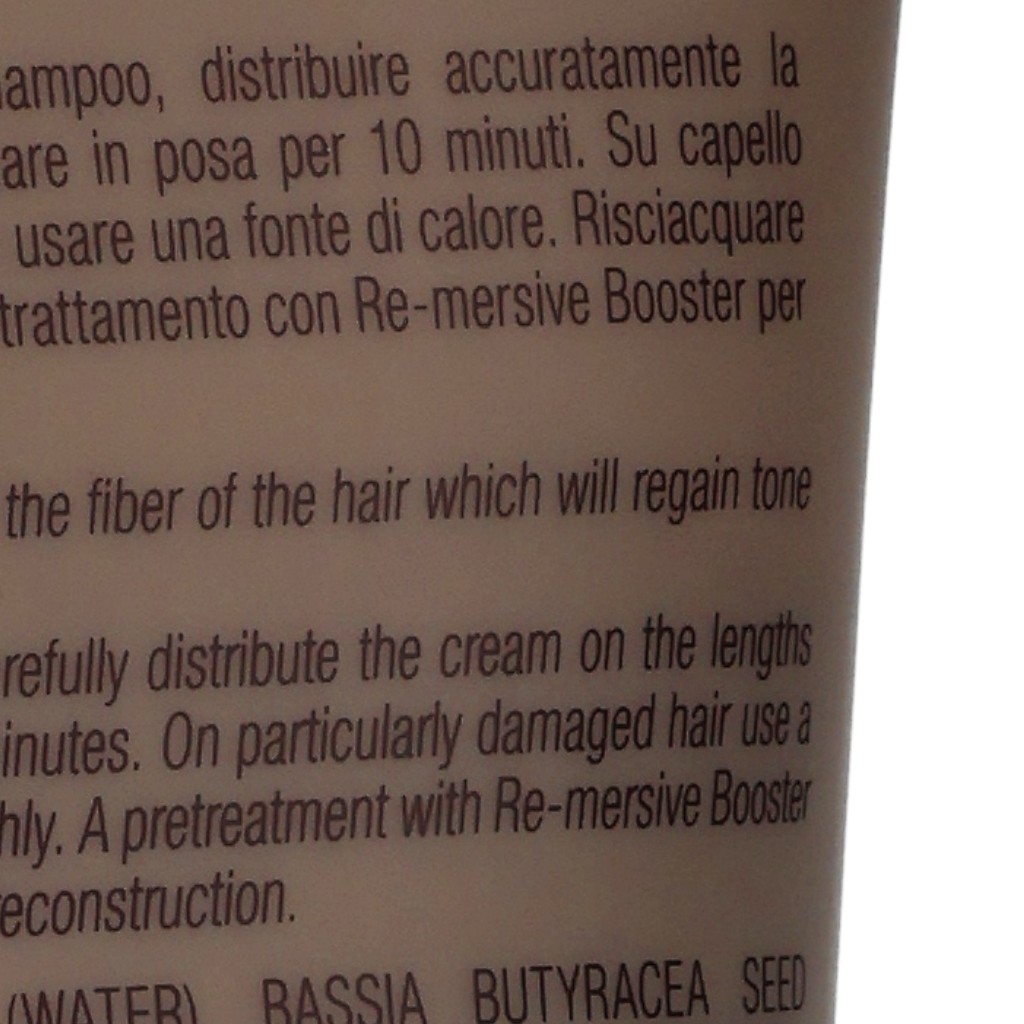 ampoo, distribuire accuratamente la
are in posa per 10 minuti. Su capello
usare una fonte di calore. Risciacquare
trattamento con Re-mersive Booster per
the fiber of the hair which will regain tone
refully distribute the cream on the lengths
inutes. On particularly damaged hair use a
hly. A pretreatment with Re-mersive Booster
econstruction.
(WATER), BASSIA BUTYRACEA SEED